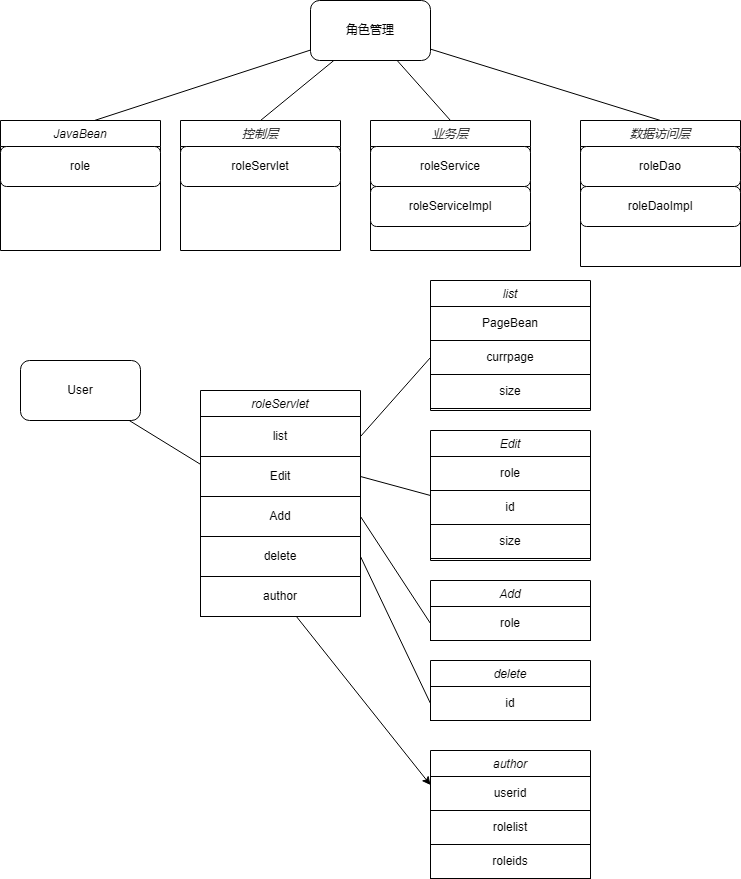 角色管理
JavaBean
role
控制层
roleServlet
业务层
roleService
roleServiceImpl
数据访问层
roleDao
roleDaoImpl
User
roleServlet
list
Edit
Add
delete
author
list
PageBean
currpage
size
Edit
role
id
size
Add
role
delete
id
author
userid
rolelist
roleids